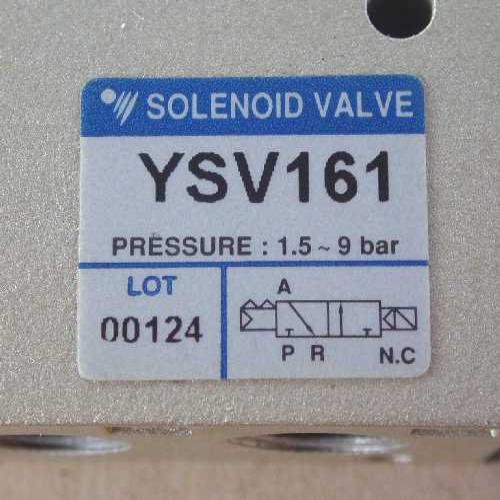 SOLENOID VALVE
YSV161
PRESSURE : 1.5 ~ 9 bar
LOT
00124
A
P R
N.C